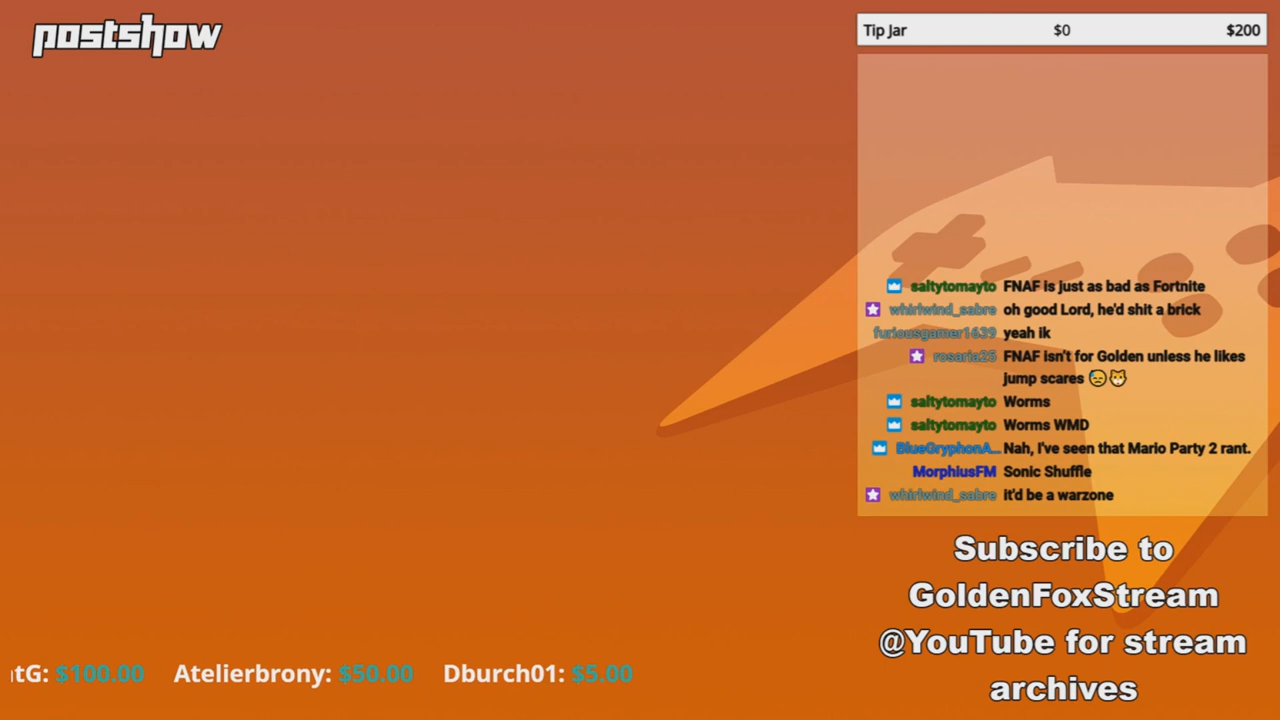 postshow
Tip Jar $0 $200
saltytomayto FNAF is just as bad as Fortnite
whirlwind_sabre oh good Lord, he'd shit a brick
furiousgamer1639 yeah ik
rosaria25 FNAF isn't for Golden unless he likes
jump scares 😓🐱
saltytomayto Worms
saltytomayto Worms WMD
BlueGryphonA... Nah, I've seen that Mario Party 2 rant.
MorphiusFM Sonic Shuffle
whirlwind_sabre it'd be a warzone
Subscribe to
GoldenFoxStream
@YouTube for stream
archives
tG: $100.00 Atelierbrony: $50.00 Dburch01: $5.00